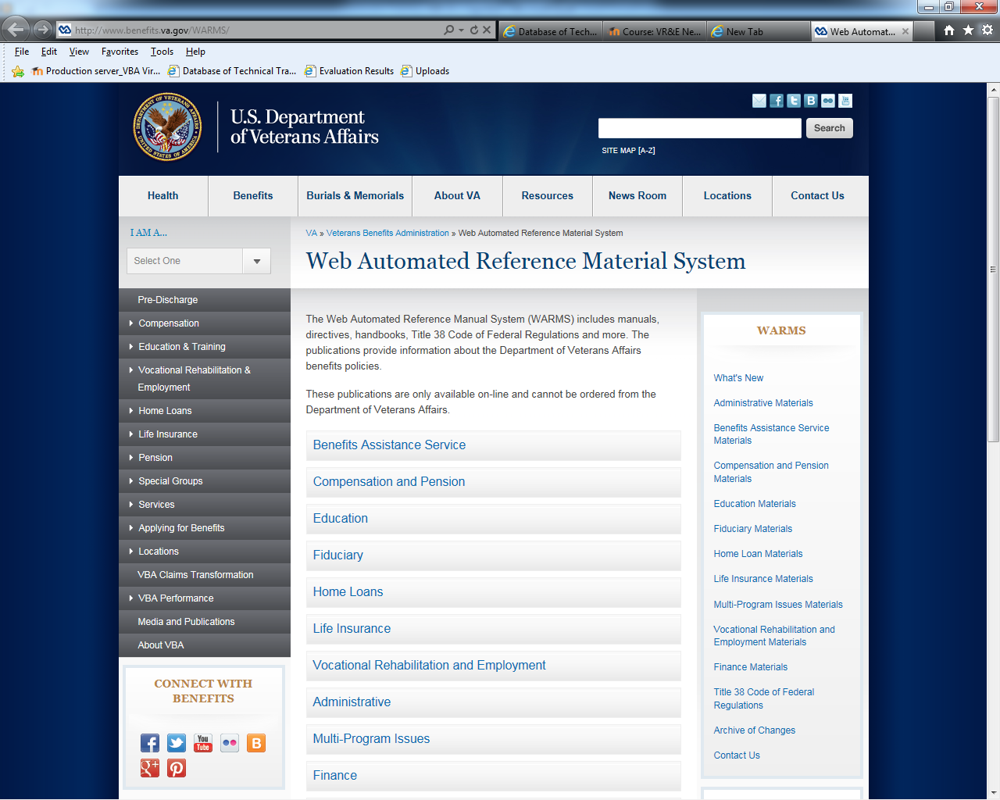 http://www.benefits.va.gov/WARMS/
Database of Tech...
Course: VR&E Ne...
New Tab
Web Automat...
File Edit View Favorites Tools Help
Production server_VBA Vir... Database of Technical Tra... Evaluation Results Uploads
U.S. Department
of Veterans Affairs
Search
SITE MAP [A-Z]
Health Benefits Burials & Memorials About VA Resources News Room Locations Contact Us
I AM A...
Select One
VA » Veterans Benefits Administration » Web Automated Reference Material System
Web Automated Reference Material System
Pre-Discharge
Compensation
Education & Training
Vocational Rehabilitation &
Employment
Home Loans
Life Insurance
Pension
Special Groups
Services
Applying for Benefits
Locations
VBA Claims Transformation
VBA Performance
Media and Publications
About VBA
CONNECT WITH
BENEFITS
The Web Automated Reference Manual System (WARMS) includes manuals,
directives, handbooks, Title 38 Code of Federal Regulations and more. The
publications provide information about the Department of Veterans Affairs
benefits policies.
These publications are only available on-line and cannot be ordered from the
Department of Veterans Affairs.
Benefits Assistance Service
Compensation and Pension
Education
Fiduciary
Home Loans
Life Insurance
Vocational Rehabilitation and Employment
Administrative
Multi-Program Issues
Finance
WARMS
What's New
Administrative Materials
Benefits Assistance Service
Materials
Compensation and Pension
Materials
Education Materials
Fiduciary Materials
Home Loan Materials
Life Insurance Materials
Multi-Program Issues Materials
Vocational Rehabilitation and
Employment Materials
Finance Materials
Title 38 Code of Federal
Regulations
Archive of Changes
Contact Us